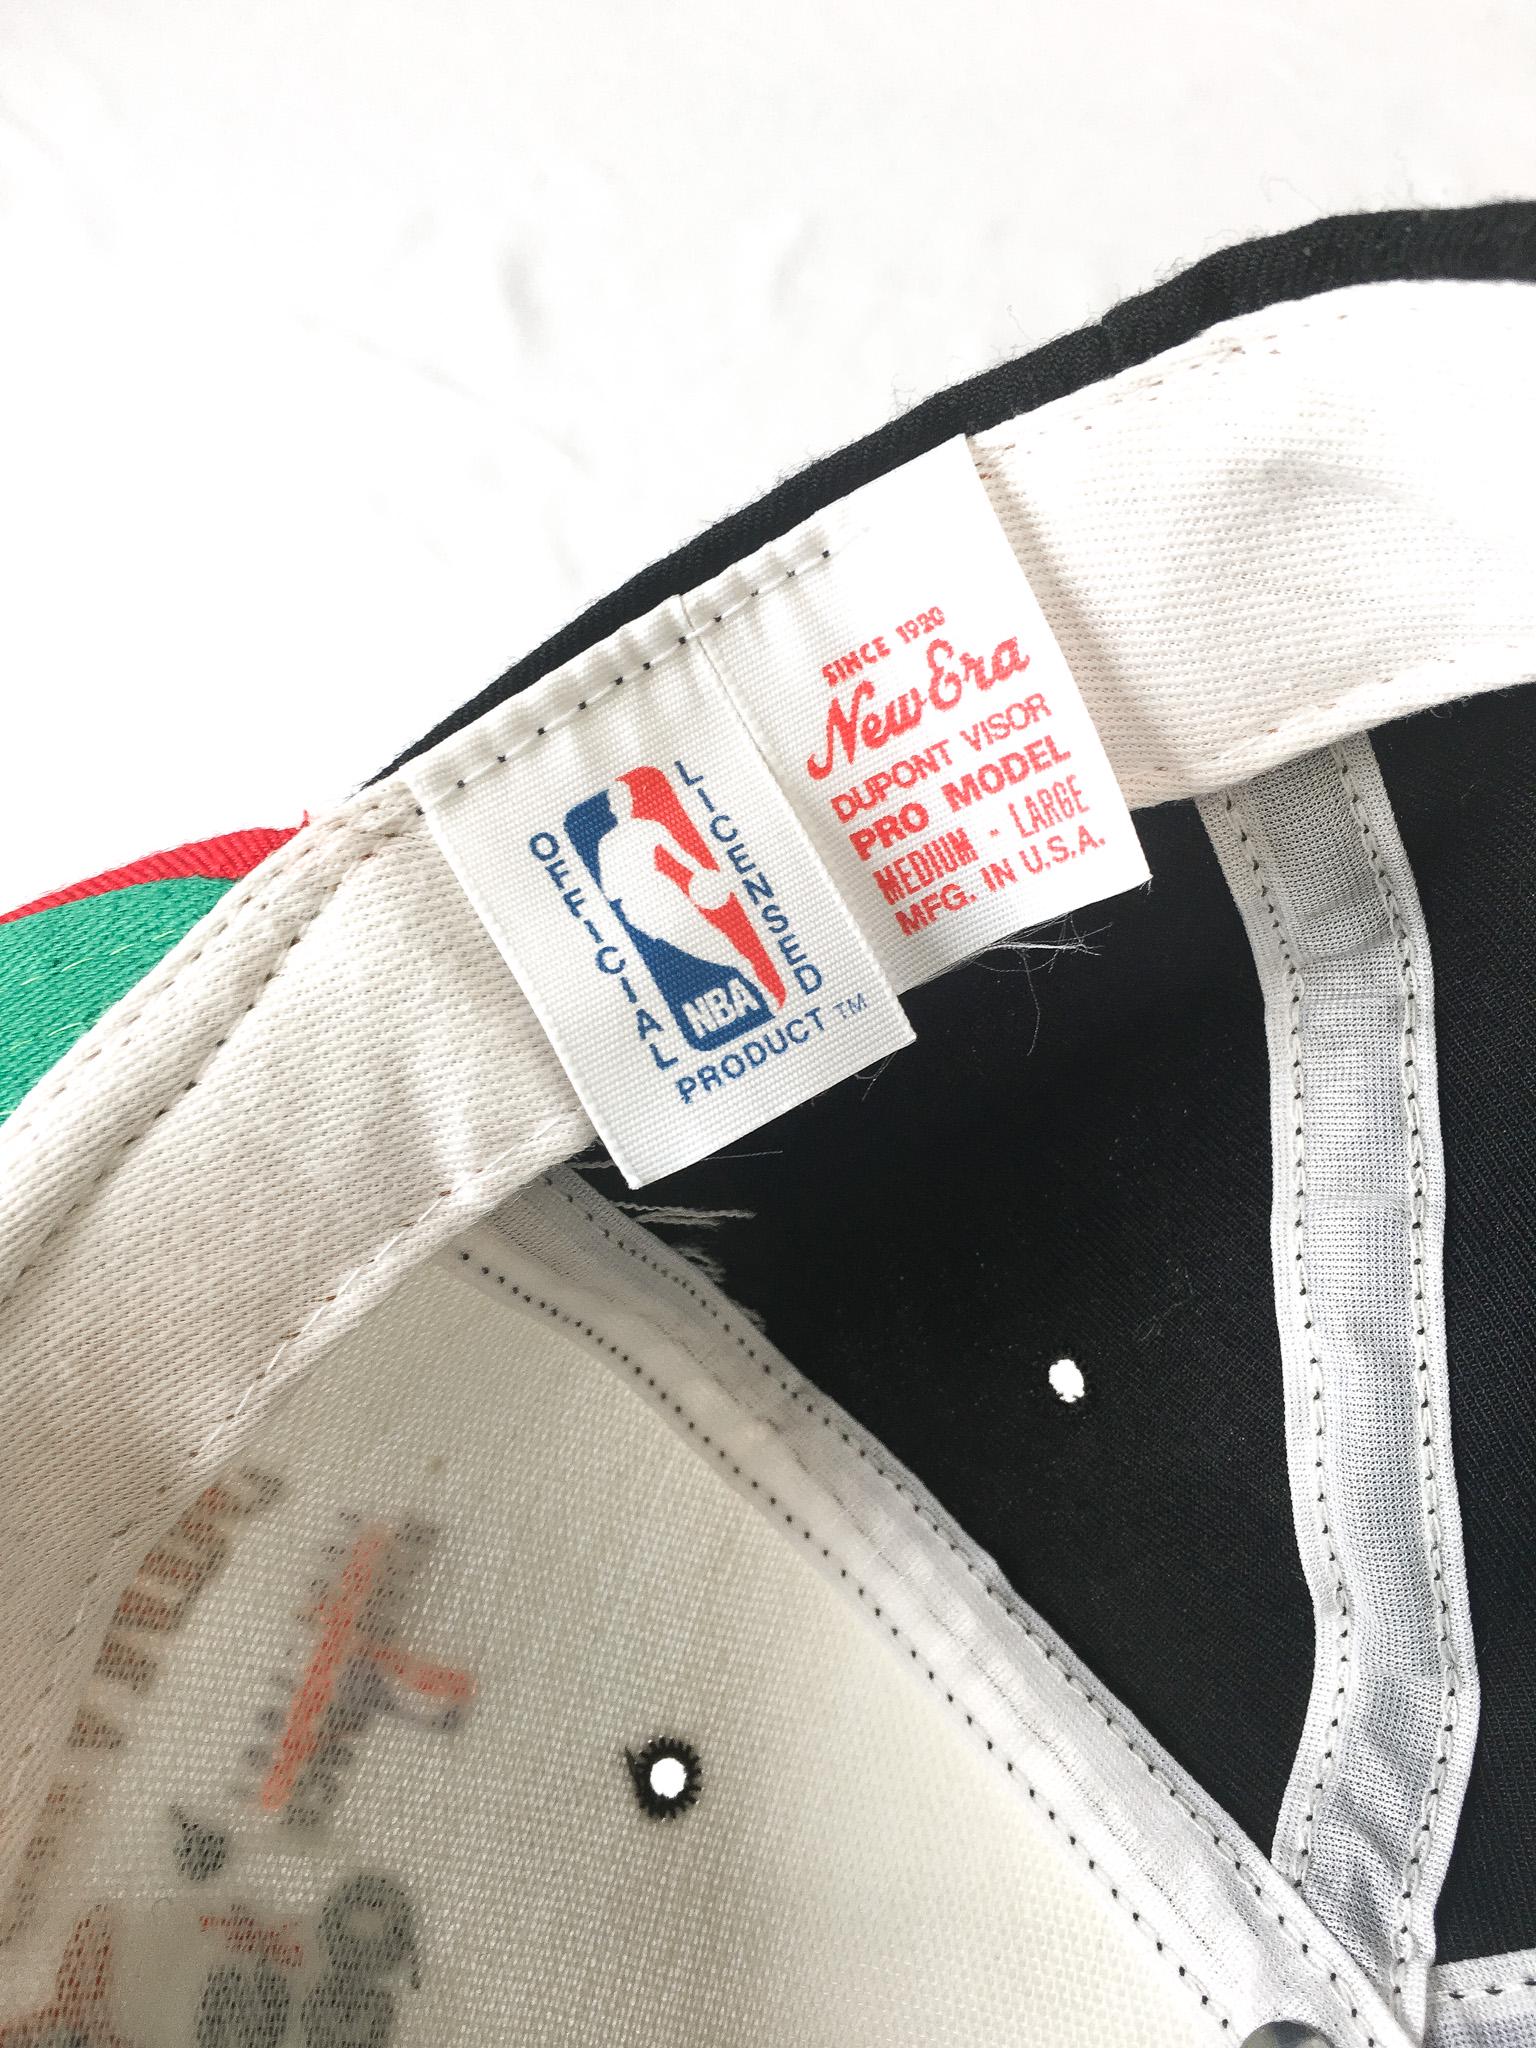 OFFICIAL
LICENSED
NBA
PRODUCT ™
SINCE 1920
New Era
DUPONT VISOR
PRO MODEL
MEDIUM - LARGE
MFG. IN U.S.A.